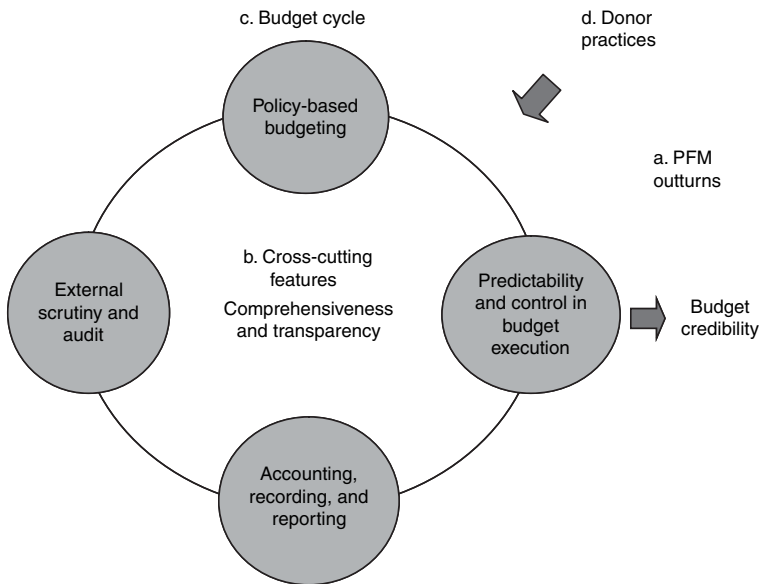 c. Budget cycle
d. Donor
practices
Policy-based
budgeting
a. PFM
outturns
b. Cross-cutting
features
Comprehensiveness
and transparency
External
scrutiny and
audit
Predictability
and control in
budget
execution
Budget
credibility
Accounting,
recording, and
reporting